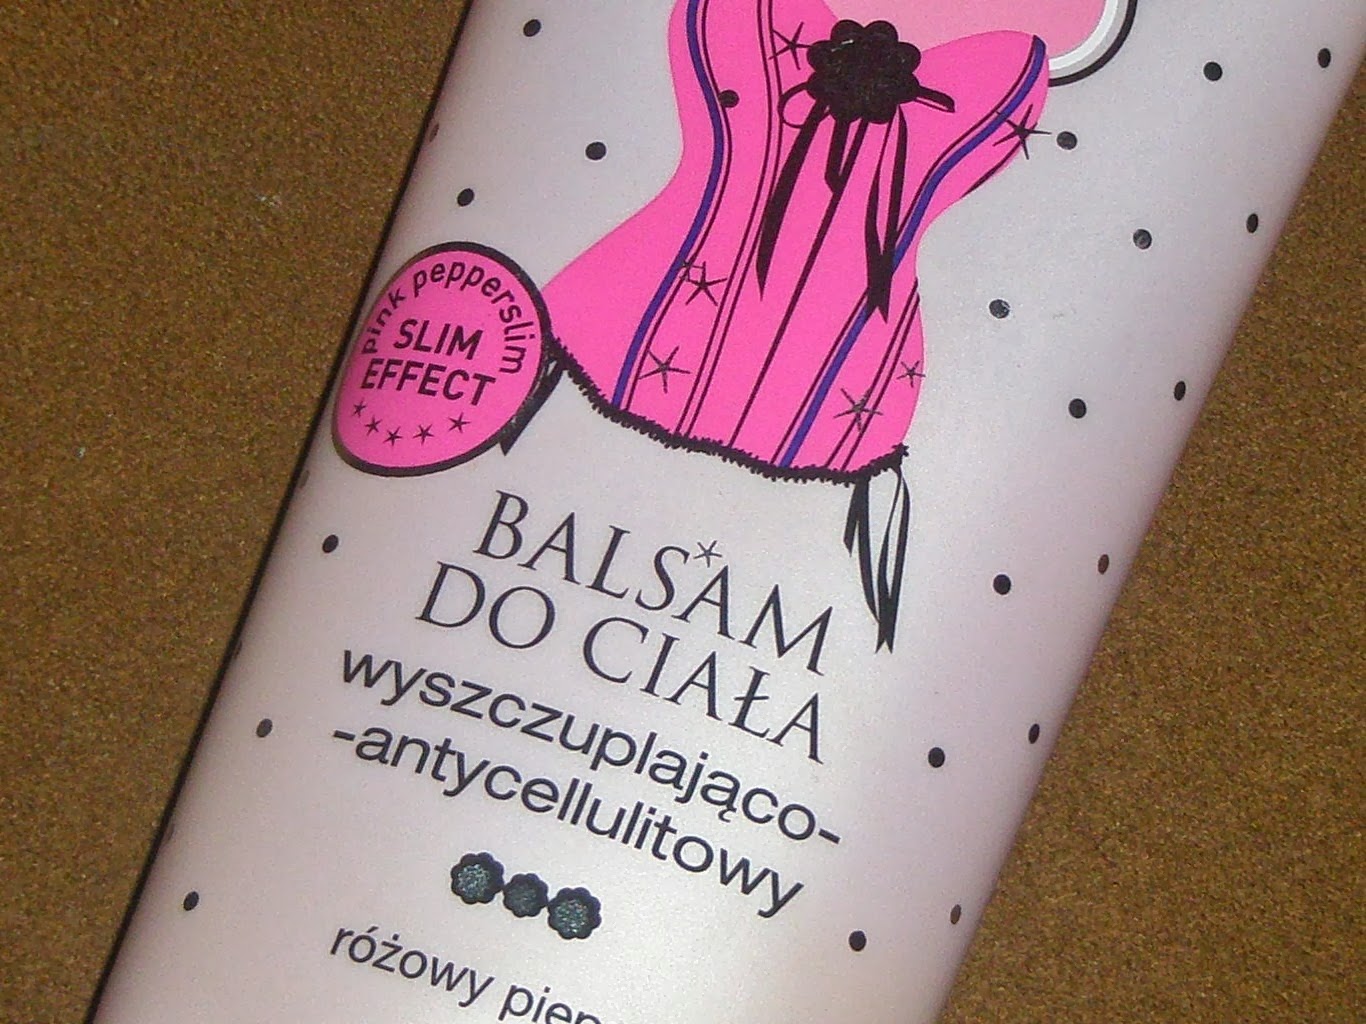 pink pepperslim
SLIM
EFFECT
BALSAM
DO CIAŁA
wyszczuplająco-
-antycellulitowy
różowy